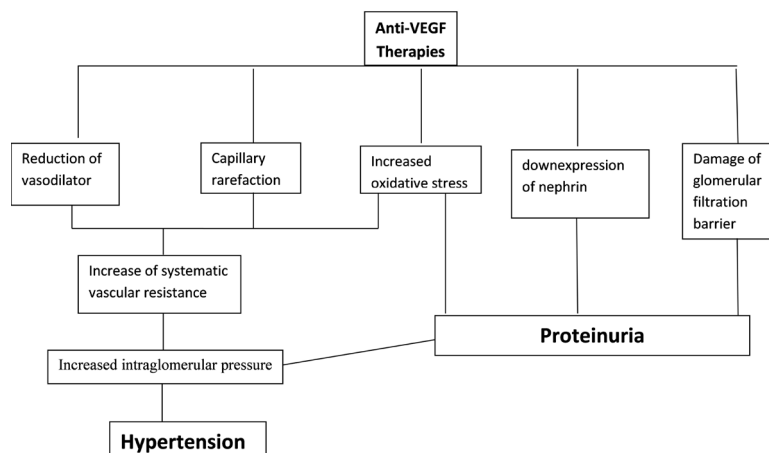 Anti-VEGF
Therapies
Reduction of
vasodilator
Capillary
rarefaction
Increased
oxidative stress
downexpression
of nephrin
Damage of
glomerular
filtration
barrier
Increase of systematic
vascular resistance
Proteinuria
Increased intraglomerular pressure
Hypertension